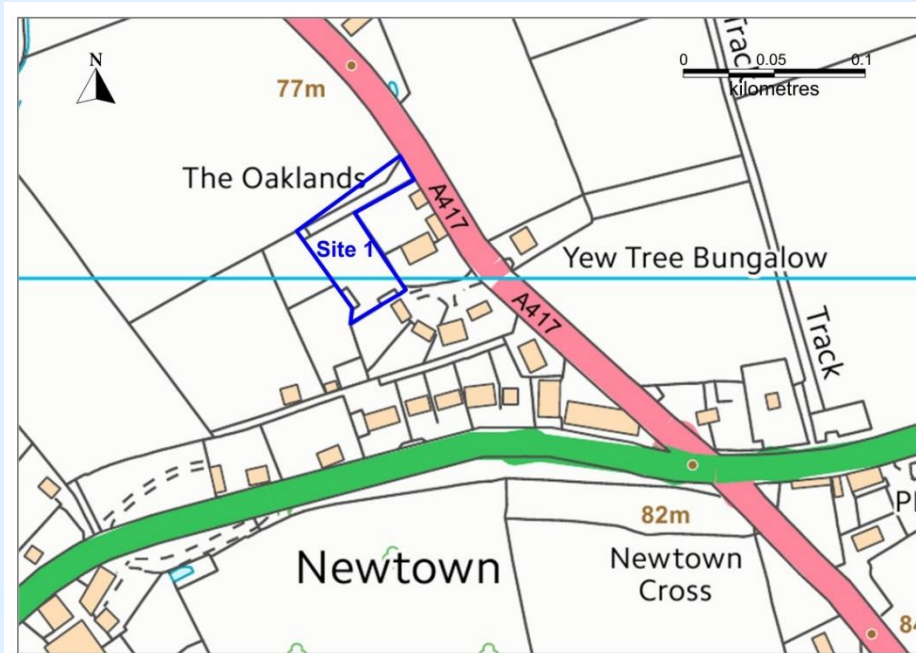 N
77m
0 0.05 0.1
kilometres
Track
The Oaklands
A417
Site 1
Yew Tree Bungalow
A417
Track
82m
Newtown
Newtown
Cross